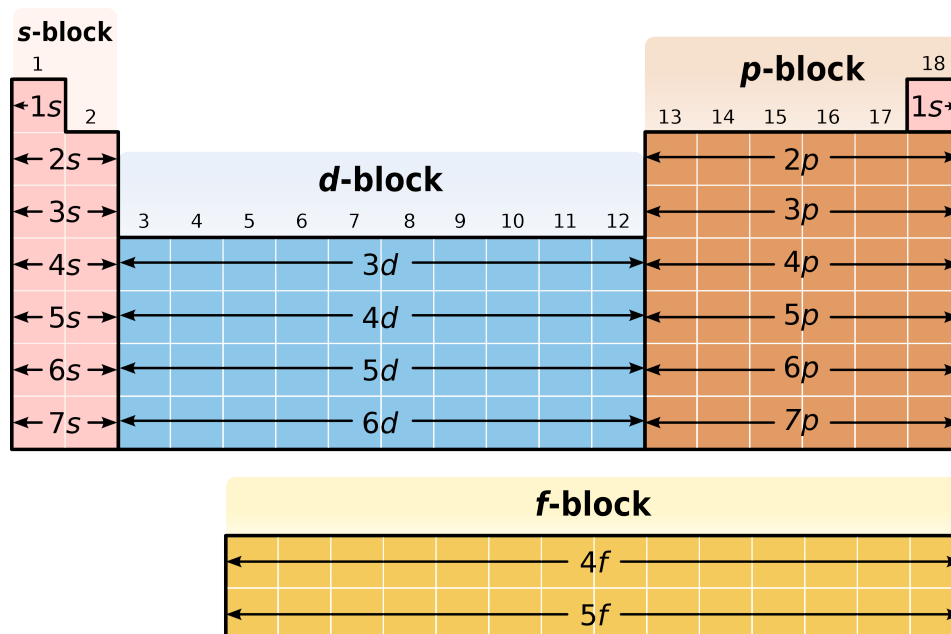 s-block
1
18
p-block
1s
1s
2
13 14 15 16 17
2s
2p
d-block
3s
3p
3 4 5 6 7 8 9 10 11 12
4s
3d
4p
5s
4d
5p
6s
5d
6p
7s
6d
7p
f-block
4f
5f